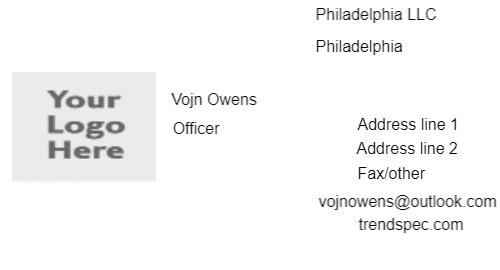 Philadelphia LLC
Philadelphia
Your
Logo
Here
Vojn Owens
Officer
Address line 1
Address line 2
Fax/other
vojnowens@outlook.com
trendspec.com